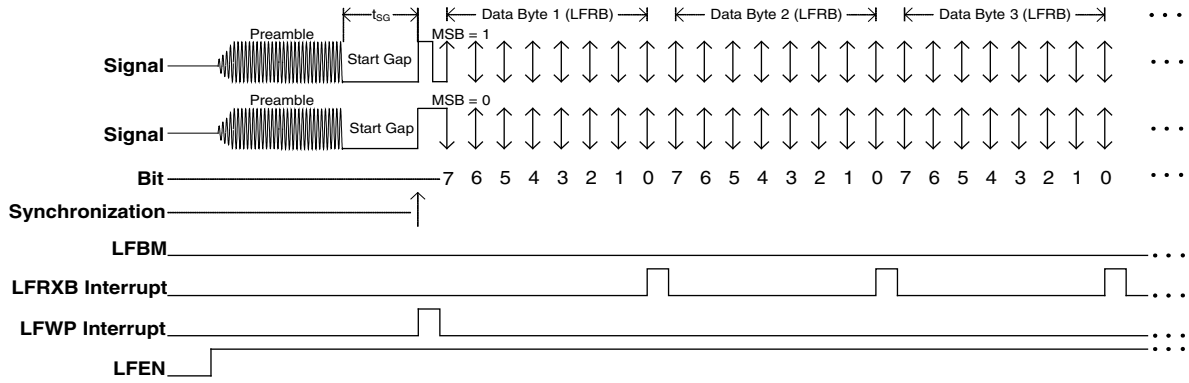 tSG Data Byte 1 (LFRB) Data Byte 2 (LFRB) Data Byte 3 (LFRB) • • •
Preamble MSB = 1
Signal Start Gap • • •
Preamble MSB = 0
Signal Start Gap • • •
Bit 7 6 5 4 3 2 1 0 7 6 5 4 3 2 1 0 7 6 5 4 3 2 1 0 • • •
Synchronization
LFBM • • •
LFRXB Interrupt • • •
LFWP Interrupt • • •
LFEN • • •